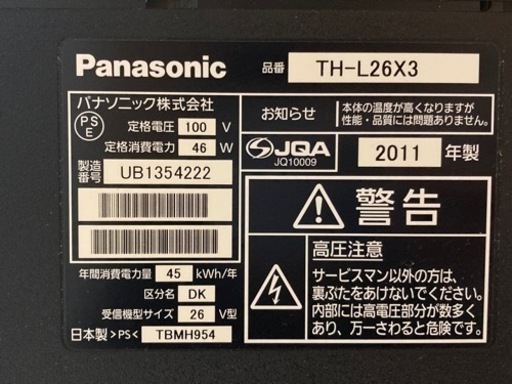 Panasonic 品番 TH-L26X3
パナソニック株式会社
PS
E
定格電圧 100 V
定格消費電力 46 W
製造
番号 UB1354222
年間消費電力量 45 kWh/年
区分名 DK
受信機型サイズ 26 V型
日本製 >PS< TBMH954
お知らせ
本体の温度が高くなりますが
性能・品質には問題ありません。
JQA
JQ10009
2011 年製
警告
高圧注意
サービスマン以外の方は、
裏ぶたをあけないでください。
内部には高電圧部分が数多く
あり、万一さわると危険です。